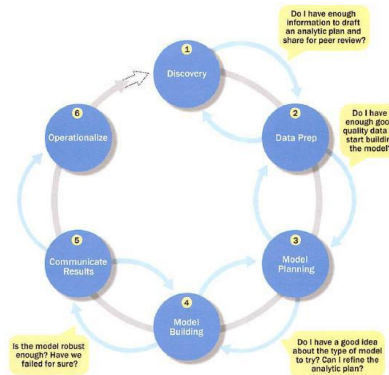 Do I have enough
information to draft
an analytic plan and
share for peer review?
1
Discovery
2
Data Prep
Do I have
enough good
quality data
start building
the model?
3
Model
Planning
Do I have a good idea
about the type of model
to try? Can I refine the
analytic plan?
4
Model
Building
Is the model robust
enough? Have we
failed for sure?
5
Communicate
Results
6
Operationalize